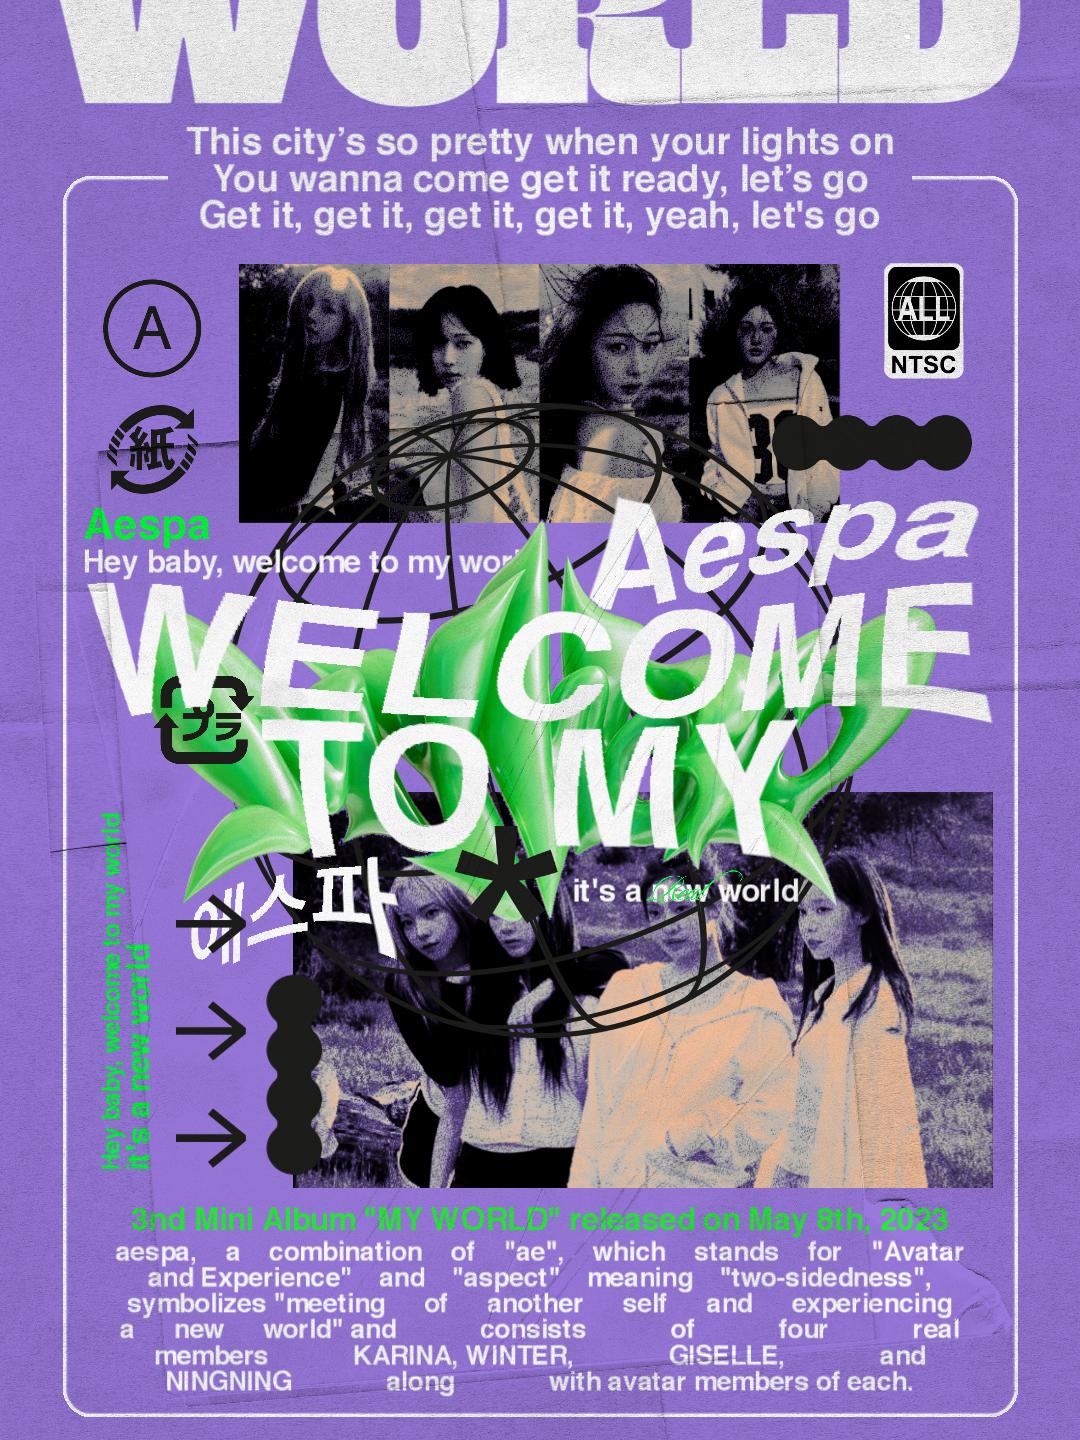 WORLD
This city's so pretty when your lights on
You wanna come get it ready, let's go
Get it, get it, get it, get it, yeah, let's go
A
ALL
NTSC
紙
Aespa
Hey baby, welcome to my worl
Aespa
WELCOME
TO MY
プラ
*
에스파
it's a new world
Hey baby, welcome to my world
it's a new world
3nd Mini Album "MY WORLD" released on May 8th, 2023
aespa, a combination of "ae", which stands for "Avatar
and Experience" and "aspect" meaning "two-sidedness",
symbolizes "meeting of another self and experiencing
a new world" and consists of four real
members KARINA, WINTER, GISELLE, and
NINGNING along with avatar members of each.